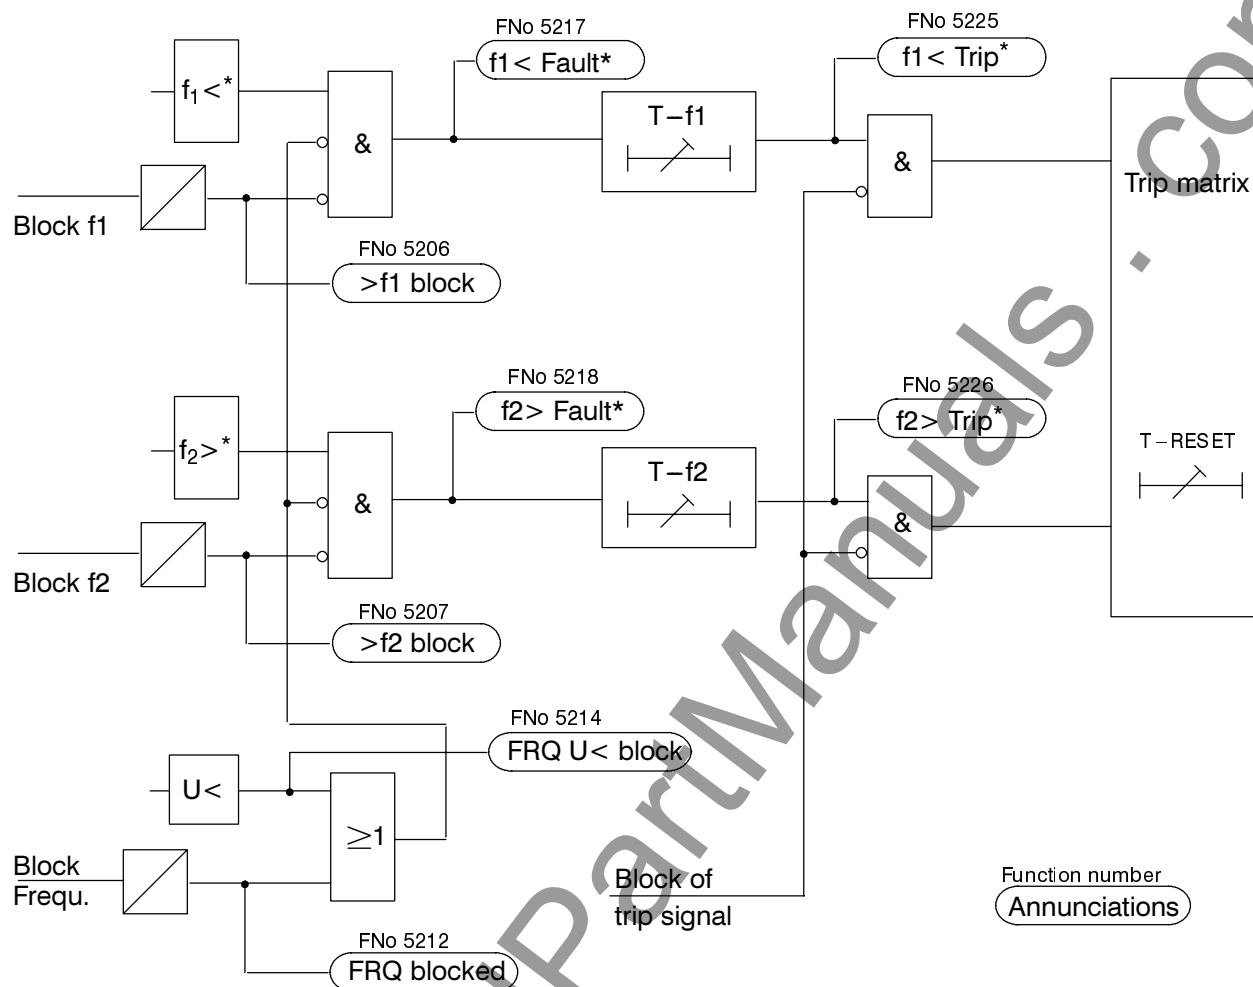 FNo 5217
f1< Fault*
FNo 5225
f1< Trip*
f1<*
&
T–f1
&
Trip matrix
Block f1
FNo 5206
>f1 block
FNo 5218
f2> Fault*
FNo 5226
f2> Trip*
f2>*
&
T–f2
&
T–RESET
Block f2
FNo 5207
>f2 block
FNo 5214
FRQ U< block
U<
≥1
Block
Frequ.
Block of
trip signal
Function number
Annunciations
FNo 5212
FRQ blocked
lPartManuals . com